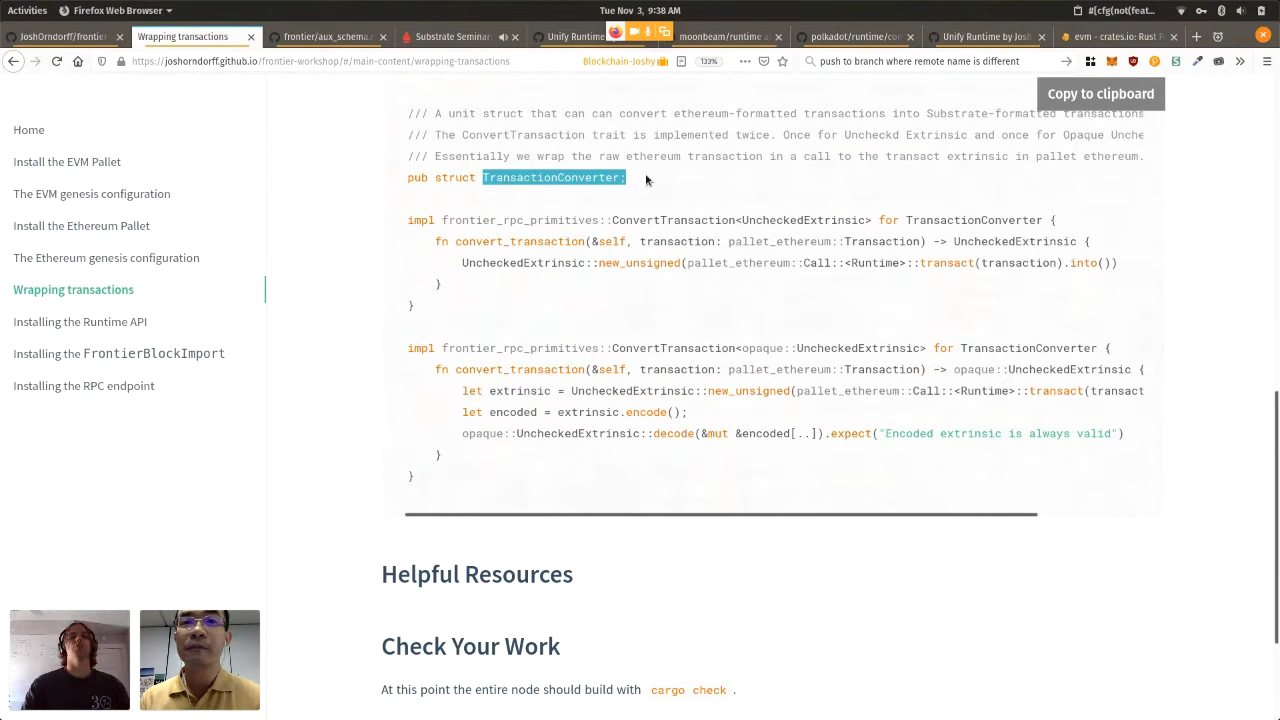 Activities
Firefox Web Browser
Tue Nov 3, 9:38 AM
#[cfg(not(feat...
JoshOrndorff/frontier
Wrapping transactions
frontier/aux_schema.r
Substrate Seminar
Unify Runtime
moonbeam/runtime at
polkadot/runtime/co
Unify Runtime by Josh
evm - crates.io: Rust P
https://joshorndorff.github.io/frontier-workshop/#/main-content/wrapping-transactions
Blockchain-Joshy
133%
push to branch where remote name is different
Copy to clipboard
Home
Install the EVM Pallet
The EVM genesis configuration
Install the Ethereum Pallet
The Ethereum genesis configuration
Wrapping transactions
Installing the Runtime API
Installing the FrontierBlockImport
Installing the RPC endpoint
/// A unit struct that can can convert ethereum-formatted transactions into Substrate-formatted transactions
/// The ConvertTransaction trait is implemented twice. Once for Uncheckd Extrinsic and once for Opaque Unche
/// Essentially we wrap the raw ethereum transaction in a call to the transact extrinsic in pallet ethereum.
pub struct TransactionConverter;
impl frontier_rpc_primitives::ConvertTransaction<UncheckedExtrinsic> for TransactionConverter {
fn convert_transaction(&self, transaction: pallet_ethereum::Transaction) -> UncheckedExtrinsic {
UncheckedExtrinsic::new_unsigned(pallet_ethereum::Call::<Runtime>::transact(transaction).into())
}
}
impl frontier_rpc_primitives::ConvertTransaction<opaque::UncheckedExtrinsic> for TransactionConverter {
fn convert_transaction(&self, transaction: pallet_ethereum::Transaction) -> opaque::UncheckedExtrinsic {
let extrinsic = UncheckedExtrinsic::new_unsigned(pallet_ethereum::Call::<Runtime>::transact(transact
let encoded = extrinsic.encode();
opaque::UncheckedExtrinsic::decode(&mut &encoded[..]).expect("Encoded extrinsic is always valid")
}
}
Helpful Resources
Check Your Work
At this point the entire node should build with cargo check .